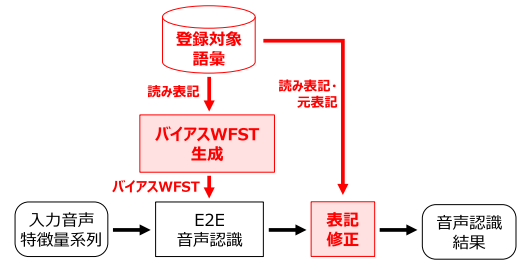 登録対象
語彙
読み表記
読み表記・
元表記
バイアスWFST
生成
バイアスWFST
入力音声
特徴量系列
E2E
音声認識
表記
修正
音声認識
結果